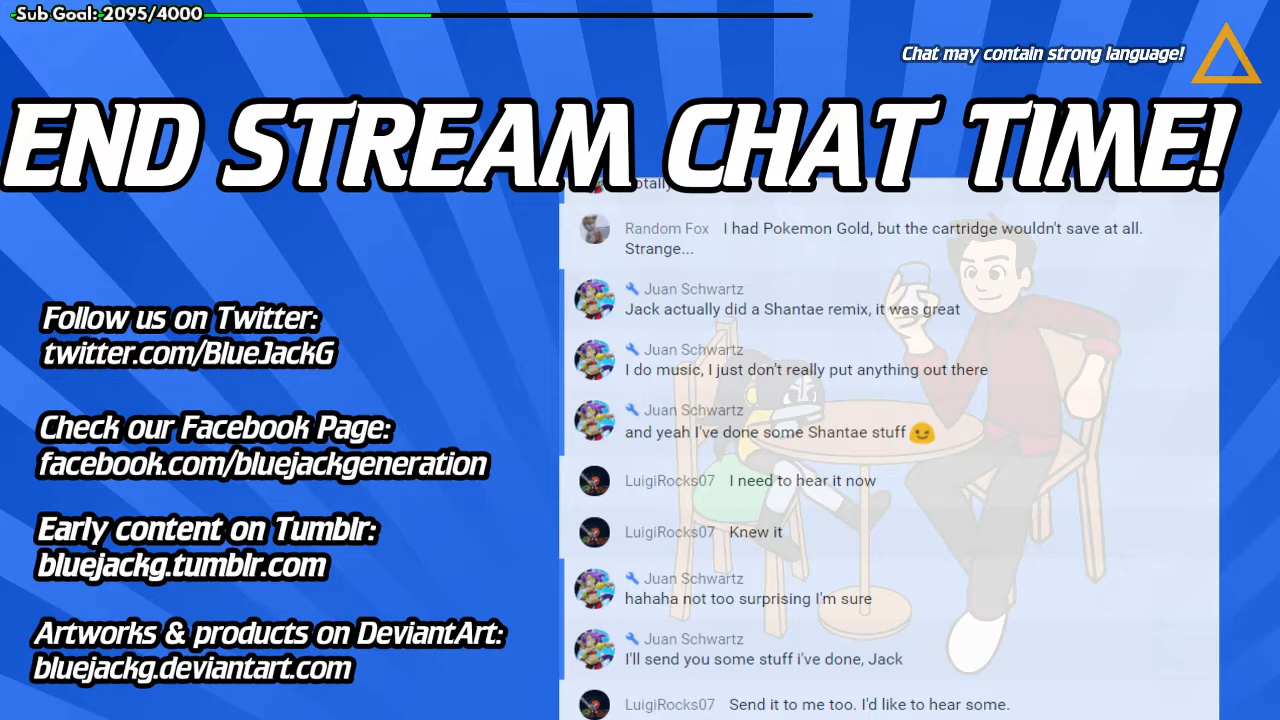 Sub Goal: 2095/4000
Chat may contain strong language!
END STREAM CHAT TIME!
Random Fox I had Pokemon Gold, but the cartridge wouldn't save at all.
Strange...
Juan Schwartz
Jack actually did a Shantae remix, it was great
Juan Schwartz
I do music, I just don't really put anything out there
Juan Schwartz
and yeah I've done some Shantae stuff 😉
LuigiRocks07 I need to hear it now
LuigiRocks07 Knew it
Juan Schwartz
hahaha not too surprising I'm sure
Juan Schwartz
I'll send you some stuff i've done, Jack
LuigiRocks07 Send it to me too. I'd like to hear some.
Follow us on Twitter:
twitter.com/BlueJackG
Check our Facebook Page:
facebook.com/bluejackgeneration
Early content on Tumblr:
bluejackg.tumblr.com
Artworks & products on DeviantArt:
bluejackg.deviantart.com